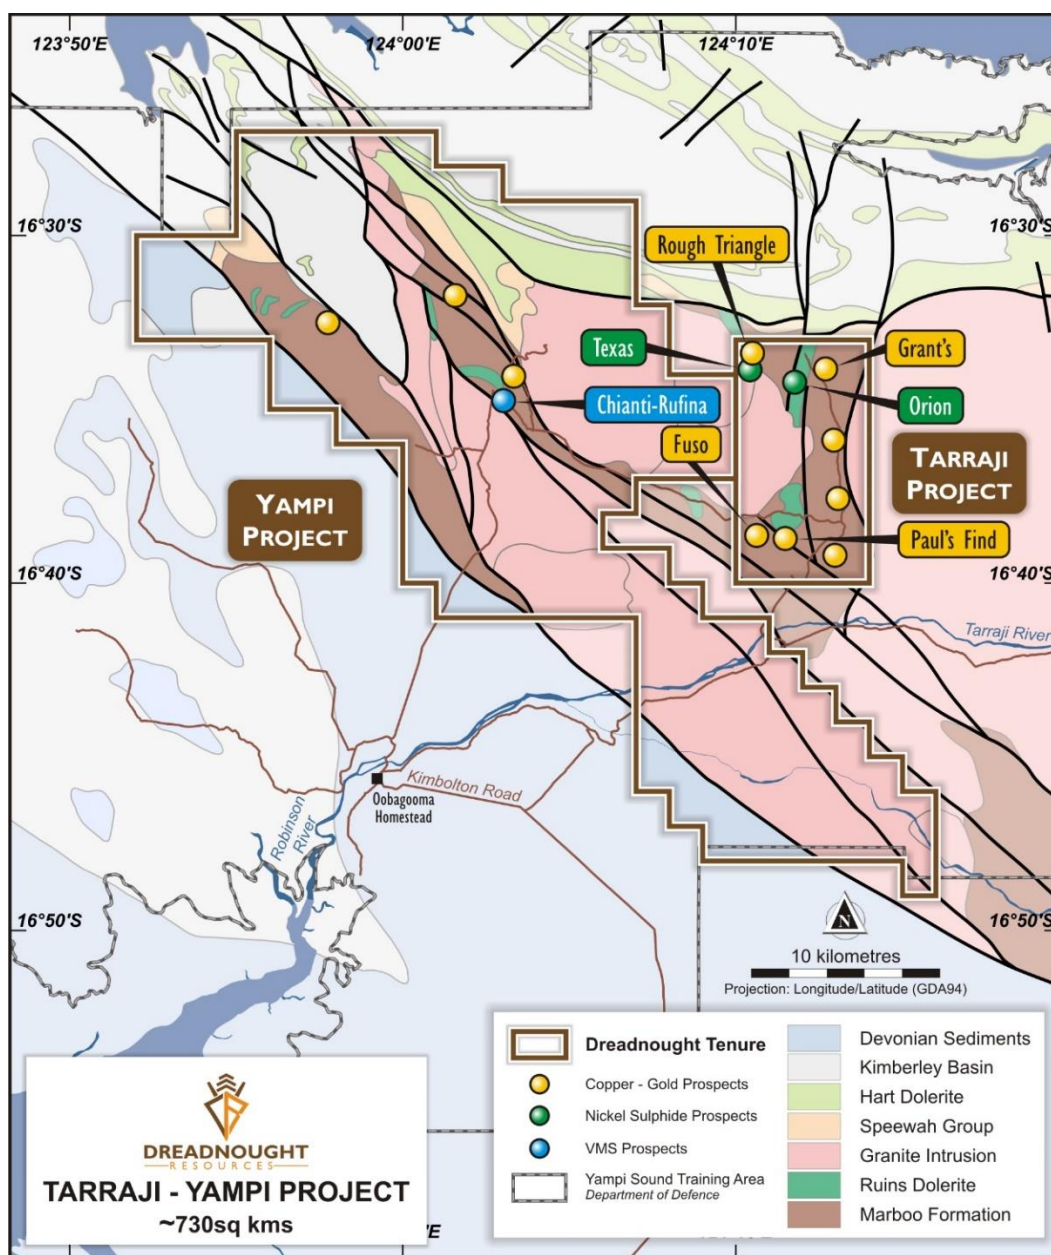 123°50'E
124°00'E
124°10'E
16°30'S
16°30'S
Rough Triangle
Texas
Grant's
Chianti-Rufina
Orion
Fuso
TARRAJI
PROJECT
YAMPI
PROJECT
Paul's Find
16°40'S
16°40'S
Tarraji River
Kimbolton Road
Oobagooma
Homestead
Robinson
River
16°50'S
16°50'S
N
10 kilometres
Projection: Longitude/Latitude (GDA94)
Dreadnought Tenure
Copper - Gold Prospects
Nickel Sulphide Prospects
VMS Prospects
Yampi Sound Training Area
Department of Defence
Devonian Sediments
Kimberley Basin
Hart Dolerite
Speewah Group
Granite Intrusion
Ruins Dolerite
Marboo Formation
DREADNOUGHT
RESOURCES
TARRAJI - YAMPI PROJECT
~730sq kms